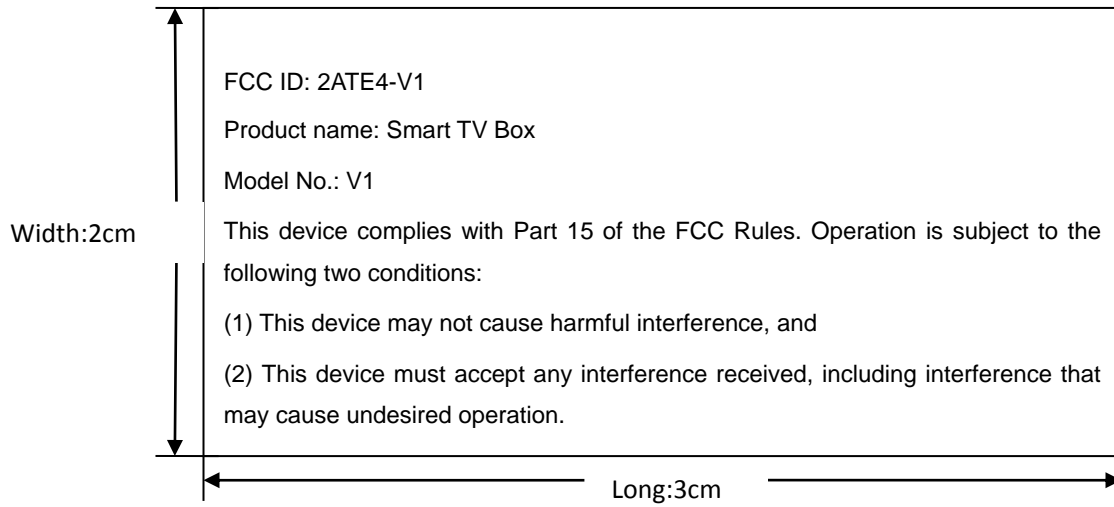 FCC ID: 2ATE4-V1
Product name: Smart TV Box
Model No.: V1
Width:2cm
This device complies with Part 15 of the FCC Rules. Operation is subject to the
following two conditions:
(1) This device may not cause harmful interference, and
(2) This device must accept any interference received, including interference that
may cause undesired operation.
Long:3cm